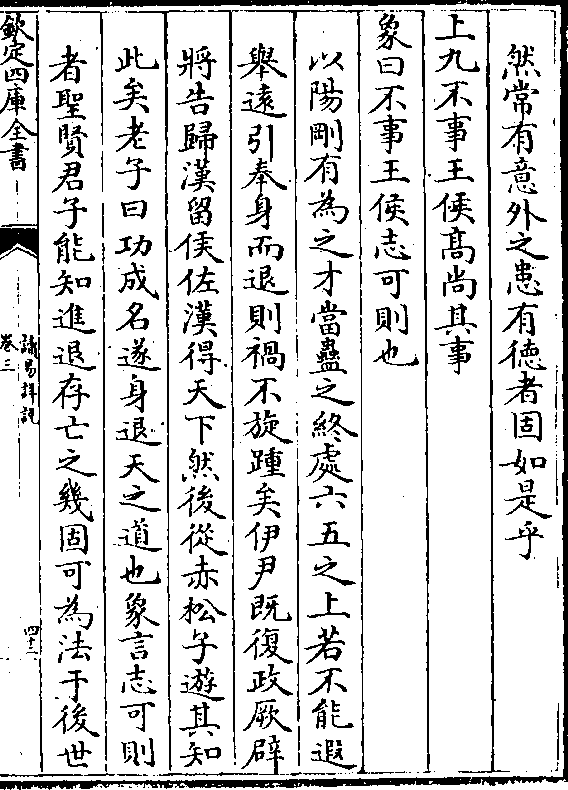 然常有意外之患有徳者固如是乎
上九不事王侯髙尚其事
象曰不事王侯志可則也
以陽剛有為之才當蠱之終處六五之上若不能遐
舉遠引奉身而退則禍不旋踵矣伊尹既復政厥辟
將告歸漢留侯佐漢得天下然後從赤松子遊其知
此矣老子曰功成名遂身退天之道也象言志可則
者聖賢君子能知進退存亡之幾固可為法于後世
欽定四庫全書
讀易詳說
卷三
四十三